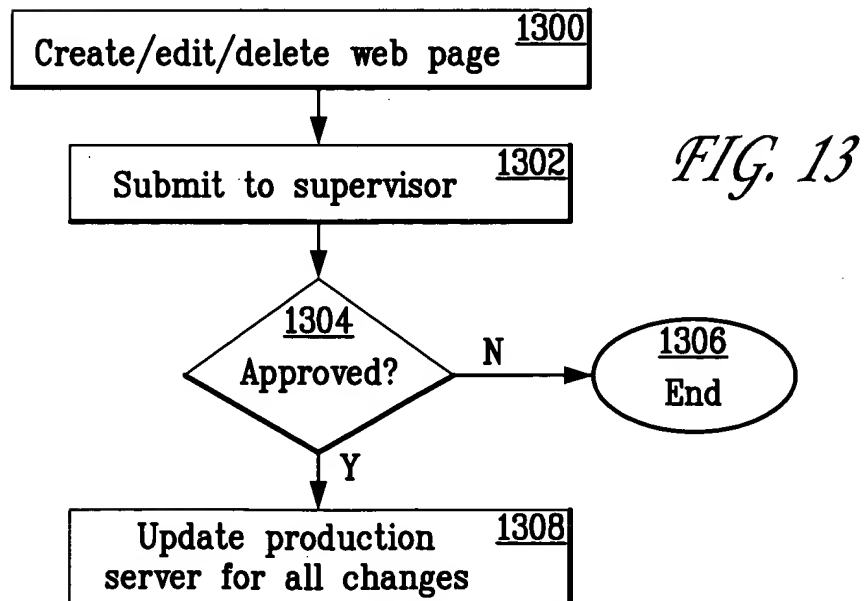 1300
Create/edit/delete web page
1302
Submit to supervisor
FIG. 13
1304
Approved?
N
1306
End
Y
1308
Update production
server for all changes